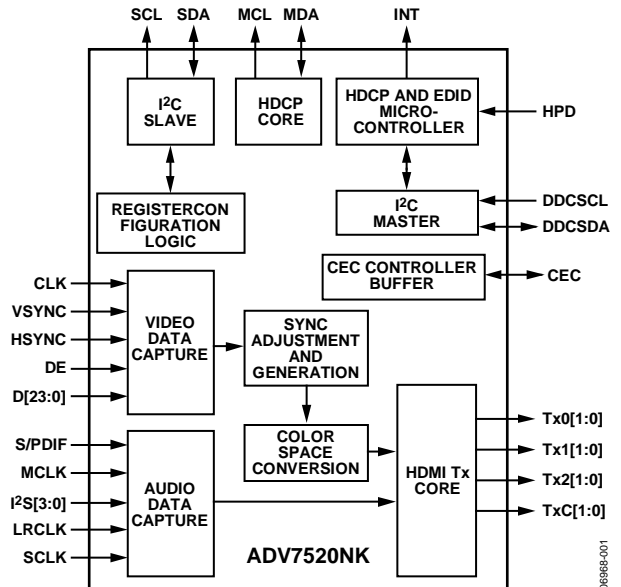 SCL SDA MCL MDA INT
I2C
SLAVE
HDCP
CORE
HDCP AND EDID
MICRO-
CONTROLLER
HPD
REGISTERCON
FIGURATION
LOGIC
I2C
MASTER
DDCSCL
DDCSDA
CEC CONTROLLER
BUFFER
CEC
CLK
VSYNC
HSYNC
DE
D[23:0]
VIDEO
DATA
CAPTURE
SYNC
ADJUSTMENT
AND
GENERATION
COLOR
SPACE
CONVERSION
S/PDIF
MCLK
I2S[3:0]
LRCLK
SCLK
AUDIO
DATA
CAPTURE
HDMI Tx
CORE
Tx0[1:0]
Tx1[1:0]
Tx2[1:0]
TxC[1:0]
ADV7520NK
06968-001